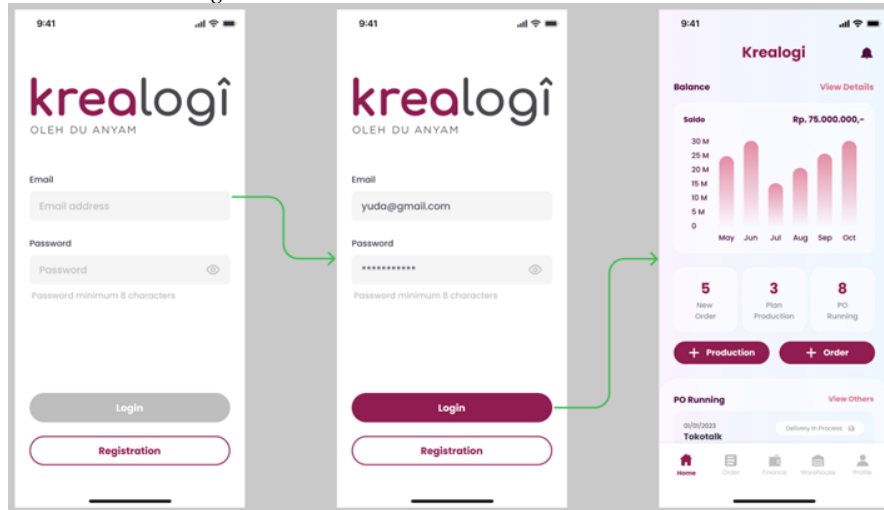 9:41
krealogî
OLEH DU ANYAM
Email
Email address
Password
Password
Password minimum 8 characters
Login
Registration
9:41
krealogî
OLEH DU ANYAM
Email
yuda@gmail.com
Password
***********
Password minimum 8 characters
Login
Registration
9:41
Krealogi
Balance View Details
Saldo Rp. 75.000.000,-
30 M
25 M
20 M
15 M
10 M
5 M
0
May Jun Jul Aug Sep Oct
5 3 8
New Plan PO
Order Production Running
+ Production + Order
PO Running View Others
01/01/2023 Delivery In Process
Tokotalk
Home Order Finance Warehouse Profile